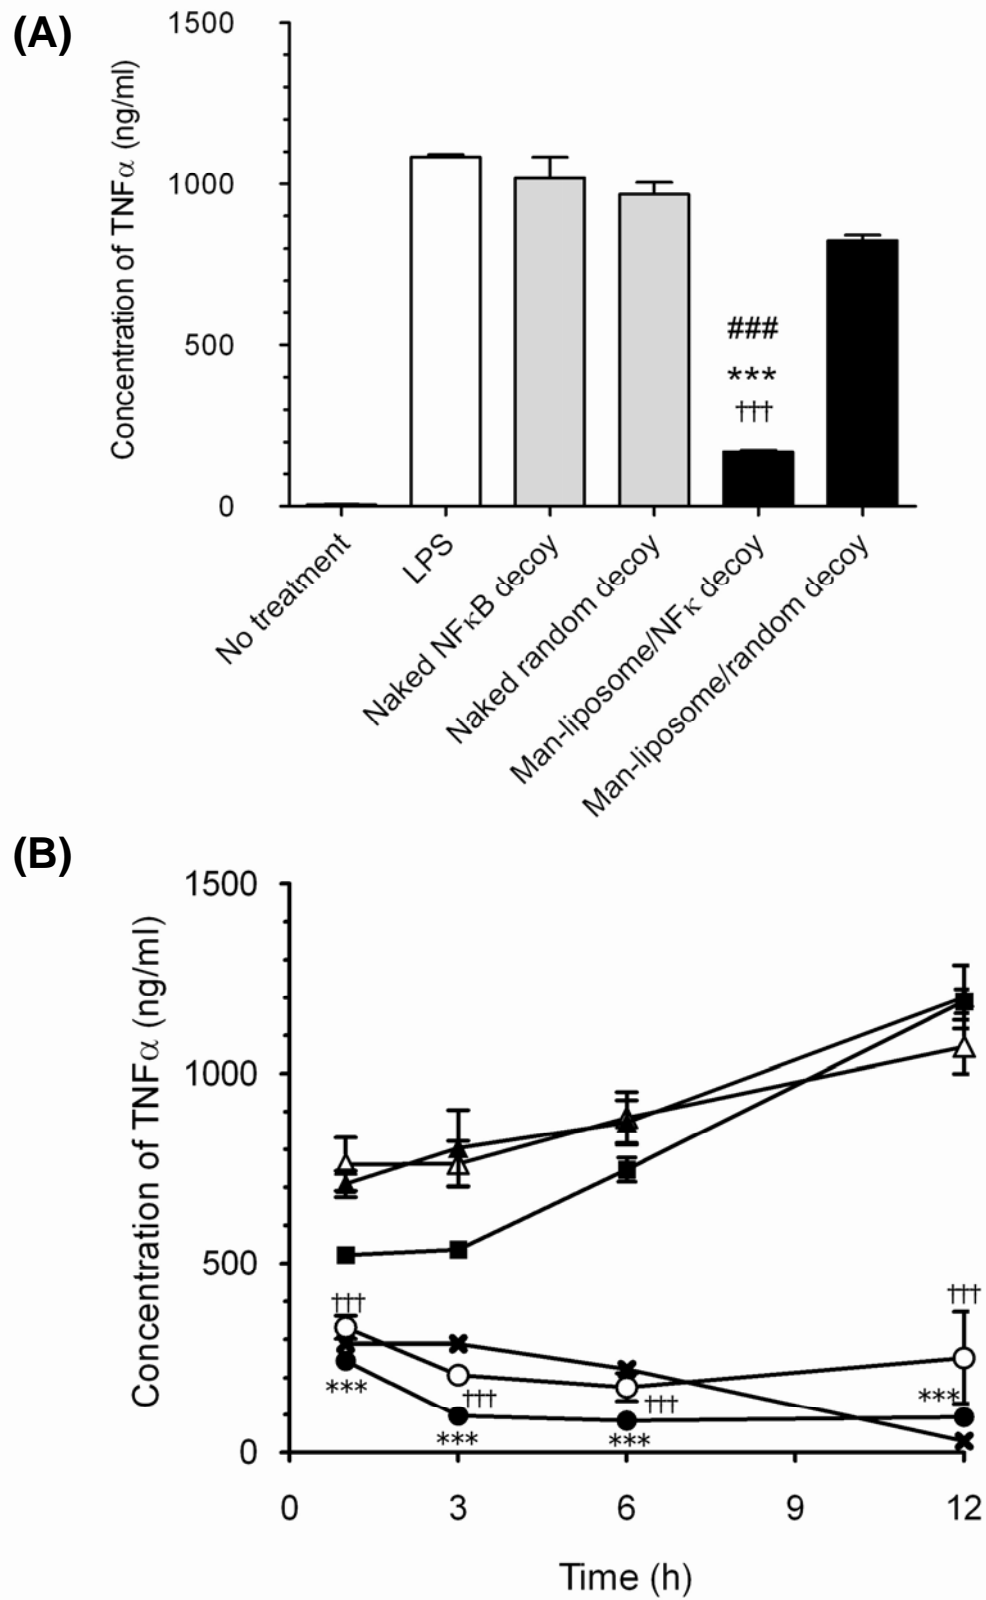 (A)
Concentration of TNFα (ng/ml)
1500
1000
500
0
###
***
†††
No treatment
LPS
Naked NFκB decoy
Naked random decoy
Man-liposome/NFκ decoy
Man-liposome/random decoy
(B)
Concentration of TNFα (ng/ml)
1500
1000
500
0
†††
***
†††
***
†††
***
†††
***
0 3 6 9 12
Time (h)